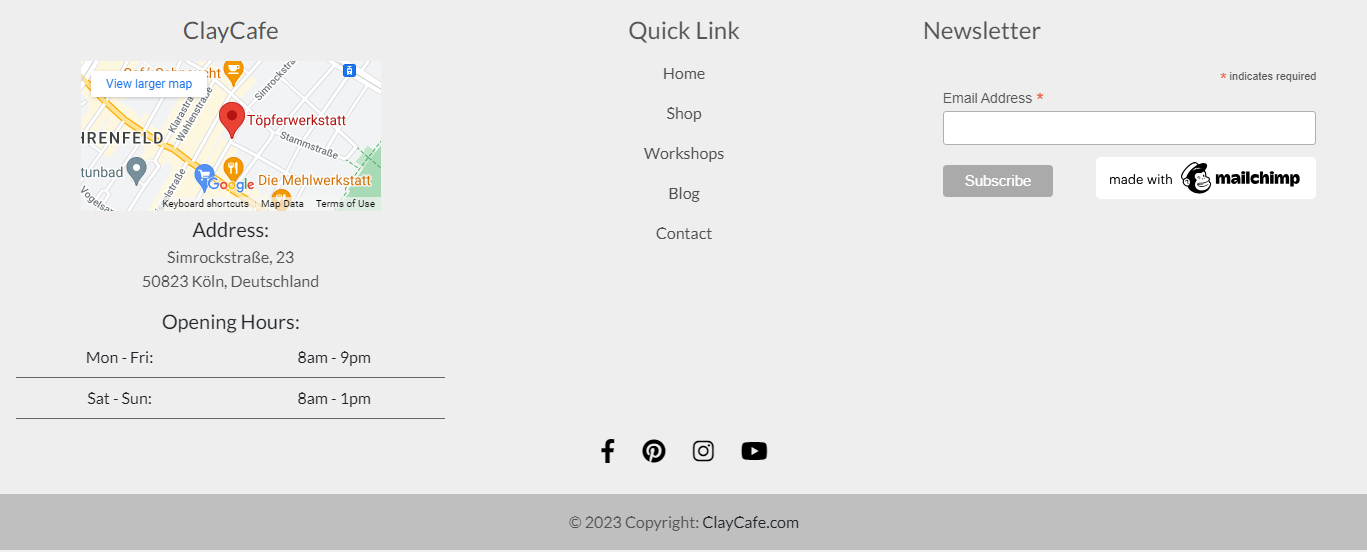 ClayCafe
View larger map
Simrockstraße
Klarastra
Wahlenstraße
Töpferwerkstatt
HRENFELD
Stammstraße
tunbad
Die Mehlwerkstatt
Google
Vogelsa
Keyboard shortcuts
Map Data
Terms of Use
Address:
Simrockstraße, 23
50823 Köln, Deutschland
Opening Hours:
Mon - Fri: 8am - 9pm
Sat - Sun: 8am - 1pm
Quick Link
Home
Shop
Workshops
Blog
Contact
Newsletter
* indicates required
Email Address *
Subscribe
made with mailchimp
© 2023 Copyright: ClayCafe.com